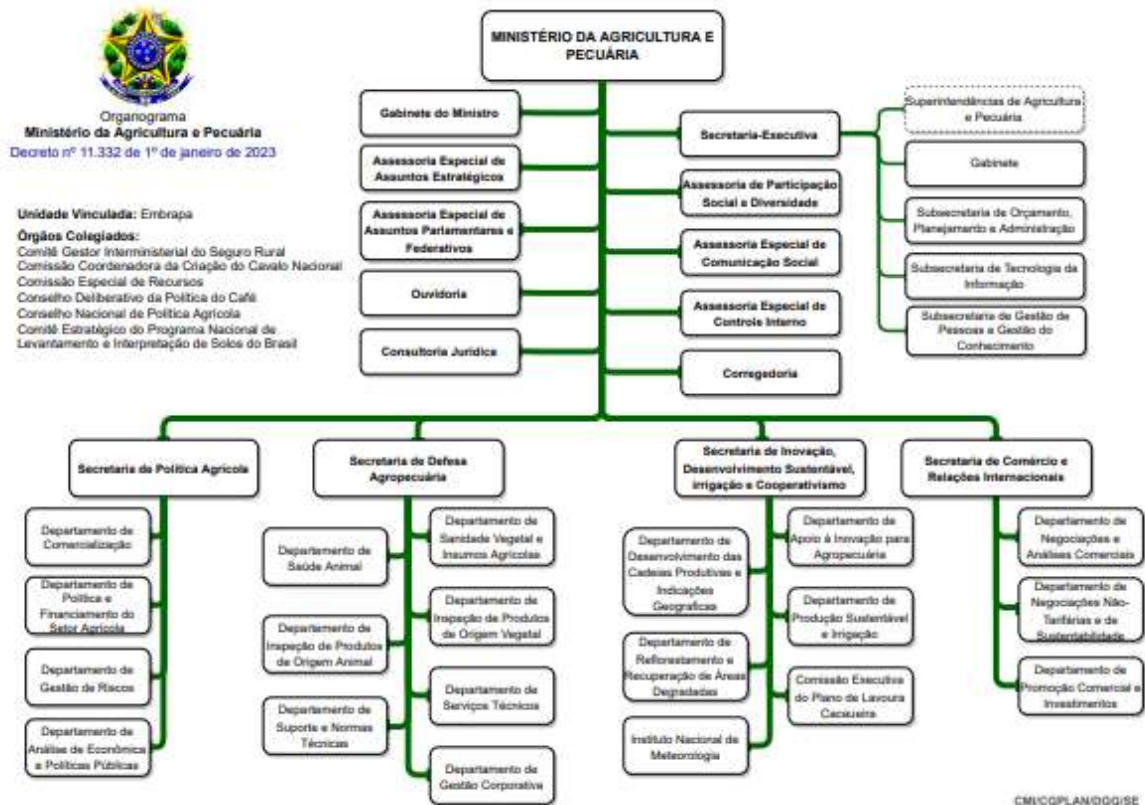 MINISTÉRIO DA AGRICULTURA E
PECUÁRIA
Organograma
Ministério da Agricultura e Pecuária
Decreto nº 11.332 de 1º de janeiro de 2023
Unidade Vinculada: Embrapa
Órgãos Colegiados:
Comitê Gestor Interministerial do Seguro Rural
Comissão Coordenadora da Criação do Cavalo Nacional
Comissão Especial de Recursos
Conselho Deliberativo da Política do Café
Conselho Nacional de Política Agrícola
Comitê Estratégico do Programa Nacional de
Levantamento e Interpretação de Solos do Brasil
Gabinete do Ministro
Assessoria Especial de
Assuntos Estratégicos
Assessoria Especial de
Assuntos Parlamentares e
Federativos
Ouvidoria
Consultoria Jurídica
Secretaria-Executiva
Assessoria de Participação
Social e Diversidade
Assessoria Especial de
Comunicação Social
Assessoria Especial de
Controle Interno
Corregedoria
Superintendências de Agricultura
e Pecuária
Gabinete
Subsecretaria de Orçamento,
Planejamento e Administração
Subsecretaria de Tecnologia da
Informação
Subsecretaria de Gestão de
Pessoas e Gestão do
Conhecimento
Secretaria de Política Agrícola
Departamento de
Comercialização
Departamento de
Política e
Financiamento do
Setor Agrícola
Departamento de
Gestão de Riscos
Departamento de
Análise de Econômica
e Políticas Públicas
Secretaria de Defesa
Agropecuária
Departamento de
Saúde Animal
Departamento de
Inspeção de Produtos
de Origem Animal
Departamento de
Suporte e Normas
Técnicas
Departamento de
Sanidade Vegetal e
Insumos Agrícolas
Departamento de
Inspeção de Produtos
de Origem Vegetal
Departamento de
Serviços Técnicos
Departamento de
Gestão Corporativa
Secretaria de Inovação,
Desenvolvimento Sustentável,
irrigação e Cooperativismo
Departamento de
Desenvolvimento das
Cadeias Produtivas e
Indicações
Geograficas
Departamento de
Reflorestamento e
Recuperação de Áreas
Degradadas
Instituto Nacional de
Meteorologia
Departamento de
Apoio à Inovação para
Agropecuária
Departamento de
Produção Sustentável
e Irrigação
Comissão Executiva
do Plano de Lavoura
Cacaueira
Secretaria de Comércio e
Relações Internacionais
Departamento de
Negociações e
Análises Comerciais
Departamento de
Negociações Não-
Tarifárias e de
Sustentabilidade
Departamento de
Promoção Comercial e
Investimentos
CMI/CGPLAN/DGG/SE